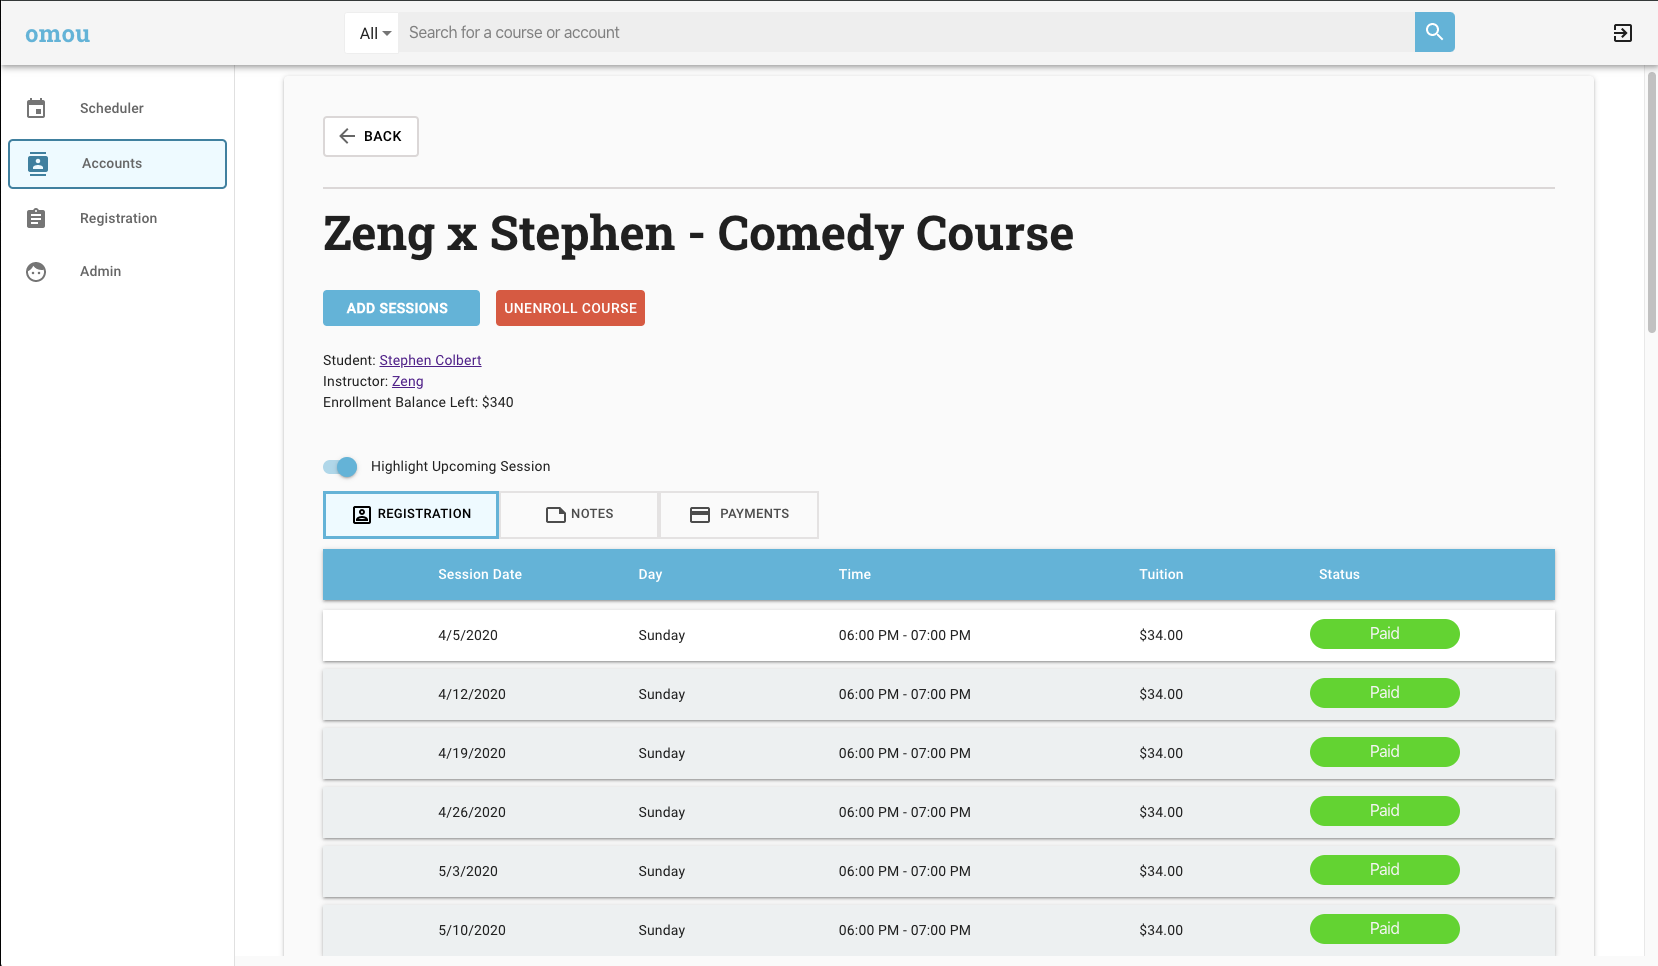 omou
All
Search for a course or account
Scheduler
Accounts
Registration
Admin
BACK
Zeng x Stephen - Comedy Course
ADD SESSIONS
UNENROLL COURSE
Student: Stephen Colbert
Instructor: Zeng
Enrollment Balance Left: $340
Highlight Upcoming Session
REGISTRATION
NOTES
PAYMENTS
Session Date Day Time Tuition Status
4/5/2020 Sunday 06:00 PM - 07:00 PM $34.00 Paid
4/12/2020 Sunday 06:00 PM - 07:00 PM $34.00 Paid
4/19/2020 Sunday 06:00 PM - 07:00 PM $34.00 Paid
4/26/2020 Sunday 06:00 PM - 07:00 PM $34.00 Paid
5/3/2020 Sunday 06:00 PM - 07:00 PM $34.00 Paid
5/10/2020 Sunday 06:00 PM - 07:00 PM $34.00 Paid